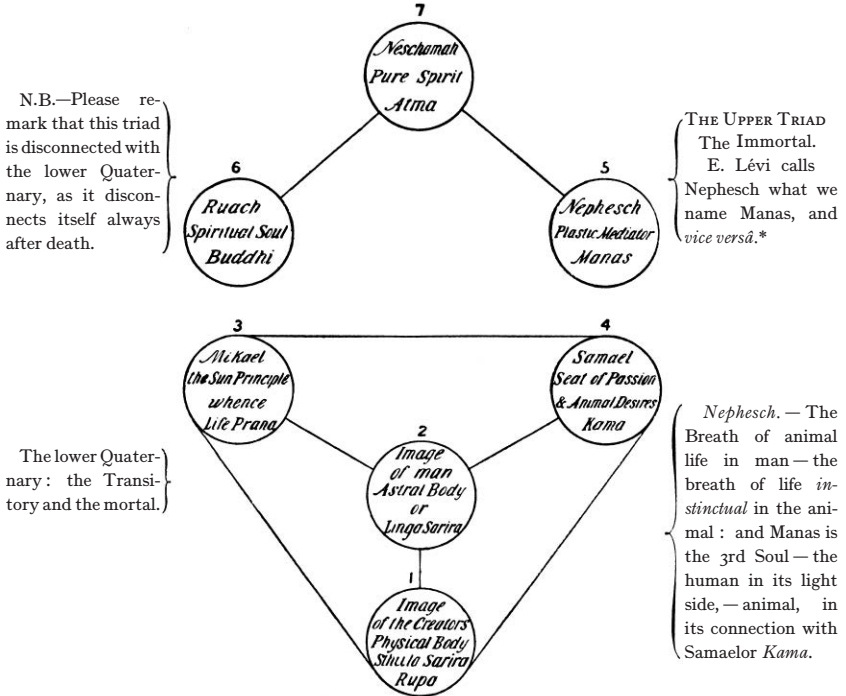 7
Neschamah
Pure Spirit
Atma
N.B.—Please re-
mark that this triad
is disconnected with
the lower Quater-
nary, as it discon-
nects itself always
after death.
6
Ruach
Spiritual Soul
Buddhi
5
Nephesch
Plastic Mediator
Manas
The Upper Triad
The Immortal.
E. Lévi calls
Nephesch what we
name Manas, and
vice versâ.*
3
Mikael
the Sun Principle
whence
Life Prana
4
Samael
Seat of Passion
& Animal Desires
Kama
2
Image
of man
Astral Body
or
Linga Sarira
The lower Quater-
nary: the Transi-
tory and the mortal.
1
Image
of the Creators
Physical Body
Sthula Sarira
Rupa
Nephesch. — The
Breath of animal
life in man — the
breath of life in-
stinctual in the ani-
mal : and Manas is
the 3rd Soul — the
human in its light
side, — animal, in
its connection with
Samaelor Kama.